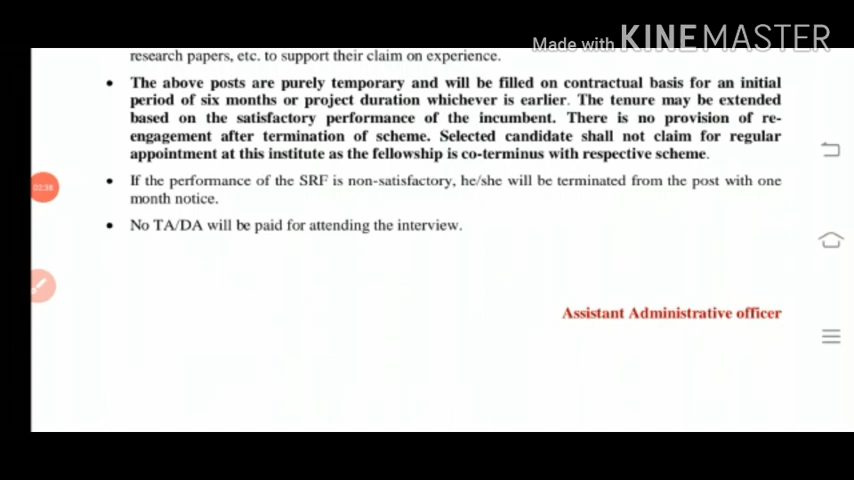 Made with KINEMASTER
research papers, etc. to support their claim on experience.
• The above posts are purely temporary and will be filled on contractual basis for an initial
period of six months or project duration whichever is earlier. The tenure may be extended
based on the satisfactory performance of the incumbent. There is no provision of re-
engagement after termination of scheme. Selected candidate shall not claim for regular
appointment at this institute as the fellowship is co-terminus with respective scheme.
• If the performance of the SRF is non-satisfactory, he/she will be terminated from the post with one
month notice.
02:38
• No TA/DA will be paid for attending the interview.
Assistant Administrative officer